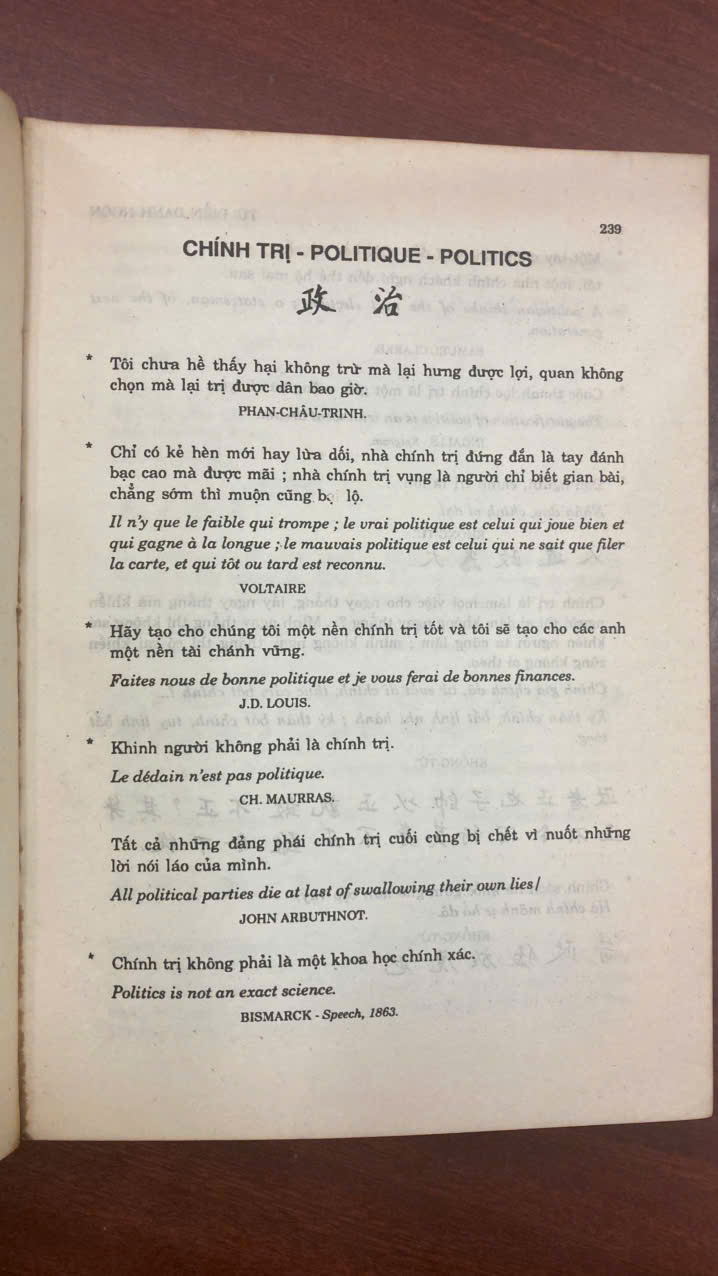 239
CHÍNH TRỊ - POLITIQUE - POLITICS
政 治
* Tôi chưa hề thấy hại không trừ mà lại hưng được lợi, quan không
chọn mà lại trị được dân bao giờ.
PHAN-CHÂU-TRINH.
* Chỉ có kẻ hèn mới hay lừa dối, nhà chính trị đứng đắn là tay đánh
bạc cao mà được mãi ; nhà chính trị vụng là người chỉ biết gian bài,
chẳng sớm thì muộn cũng lộ.
Il n'y que le faible qui trompe ; le vrai politique est celui qui joue bien et
qui gagne à la longue ; le mauvais politique est celui qui ne sait que filer
la carte, et qui tôt ou tard est reconnu.
VOLTAIRE
* Hãy tạo cho chúng tôi một nền chính trị tốt và tôi sẽ tạo cho các anh
một nền tài chánh vững.
Faites nous de bonne politique et je vous ferai de bonnes finances.
J.D. LOUIS.
* Khinh người không phải là chính trị.
Le dédain n'est pas politique.
CH. MAURRAS.
Tất cả những đảng phái chính trị cuối cùng bị chết vì nuốt những
lời nói láo của mình.
All political parties die at last of swallowing their own lies/
JOHN ARBUTHNOT.
* Chính trị không phải là một khoa học chính xác.
Politics is not an exact science.
BISMARCK - Speech, 1863.